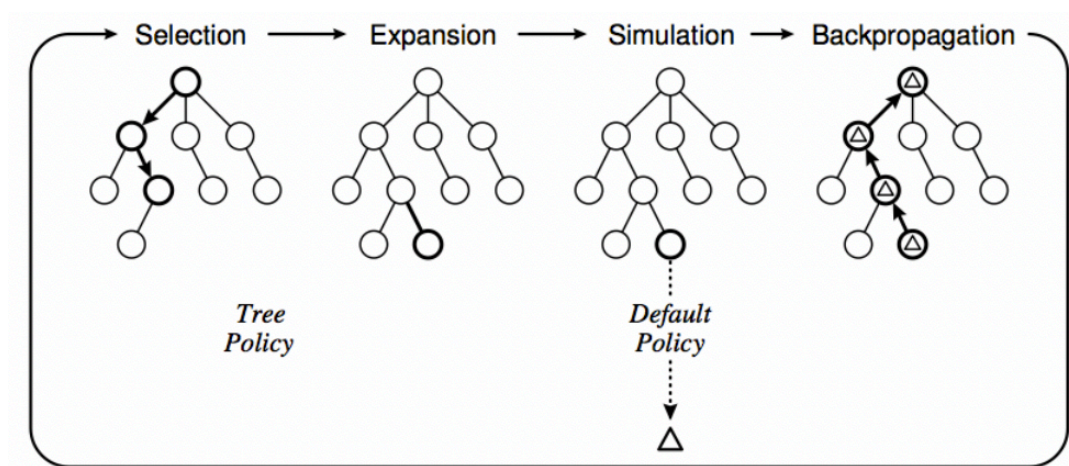 Selection Expansion Simulation Backpropagation
Tree
Policy
Default
Policy